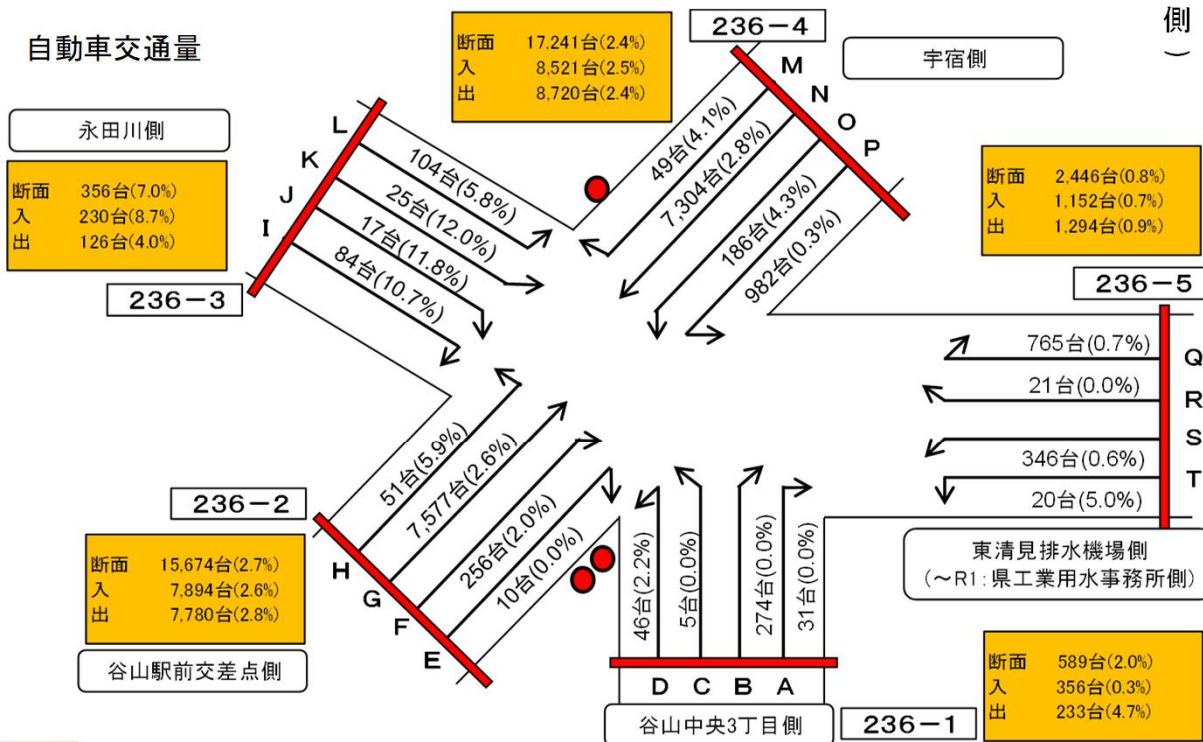 側
）
自動車交通量
断面 17,241台(2.4%)
入 8,521台(2.5%)
出 8,720台(2.4%)
236－4
宇宿側
永田川側
断面 356台(7.0%)
入 230台(8.7%)
出 126台(4.0%)
236－3
L
K
J
I
104台(5.8%)
25台(12.0%)
17台(11.8%)
84台(10.7%)
M
N
O
P
49台(4.1%)
7,304台(2.8%)
186台(4.3%)
982台(0.3%)
断面 2,446台(0.8%)
入 1,152台(0.7%)
出 1,294台(0.9%)
236－5
765台(0.7%)
21台(0.0%)
346台(0.6%)
20台(5.0%)
Q
R
S
T
東清見排水機場側
(～R1:県工業用水事務所側)
236－2
断面 15,674台(2.7%)
入 7,894台(2.6%)
出 7,780台(2.8%)
谷山駅前交差点側
51台(5.9%)
7,577台(2.6%)
256台(2.0%)
10台(0.0%)
H
G
F
E
46台(2.2%)
5台(0.0%)
274台(0.0%)
31台(0.0%)
D C B A
谷山中央3丁目側
236－1
断面 589台(2.0%)
入 356台(0.3%)
出 233台(4.7%)